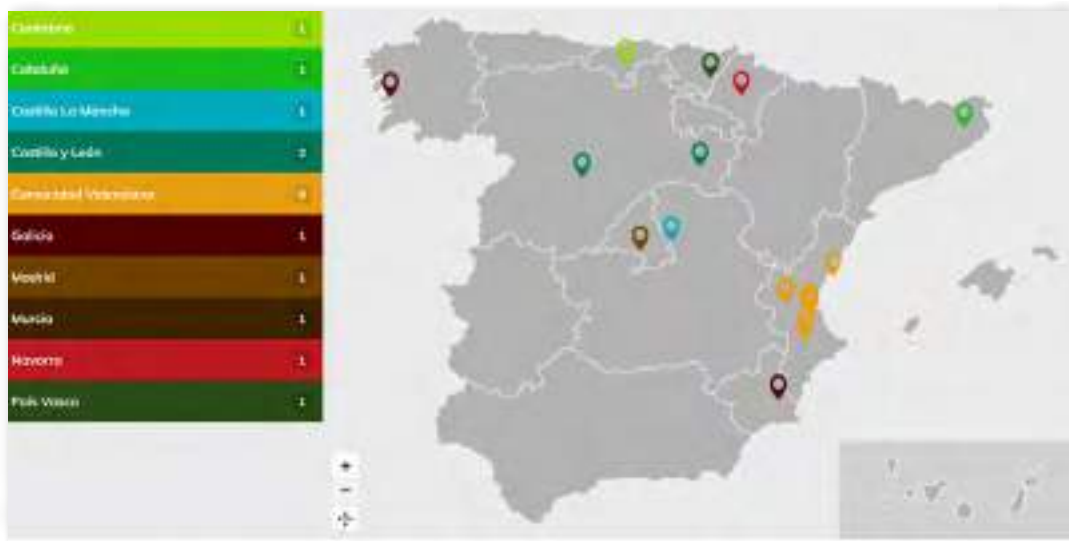 Cantabria 1
Cataluña 1
Castilla La Mancha 1
Castilla y León 2
Comunidad Valenciana
Galicia 1
Madrid 1
Murcia 1
Navarra 1
País Vasco 1
+
−